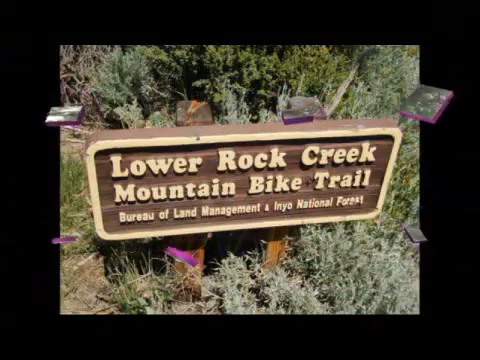 Lower Rock Creek
Mountain Bike Trail
Bureau of Land Management & Inyo National Forest